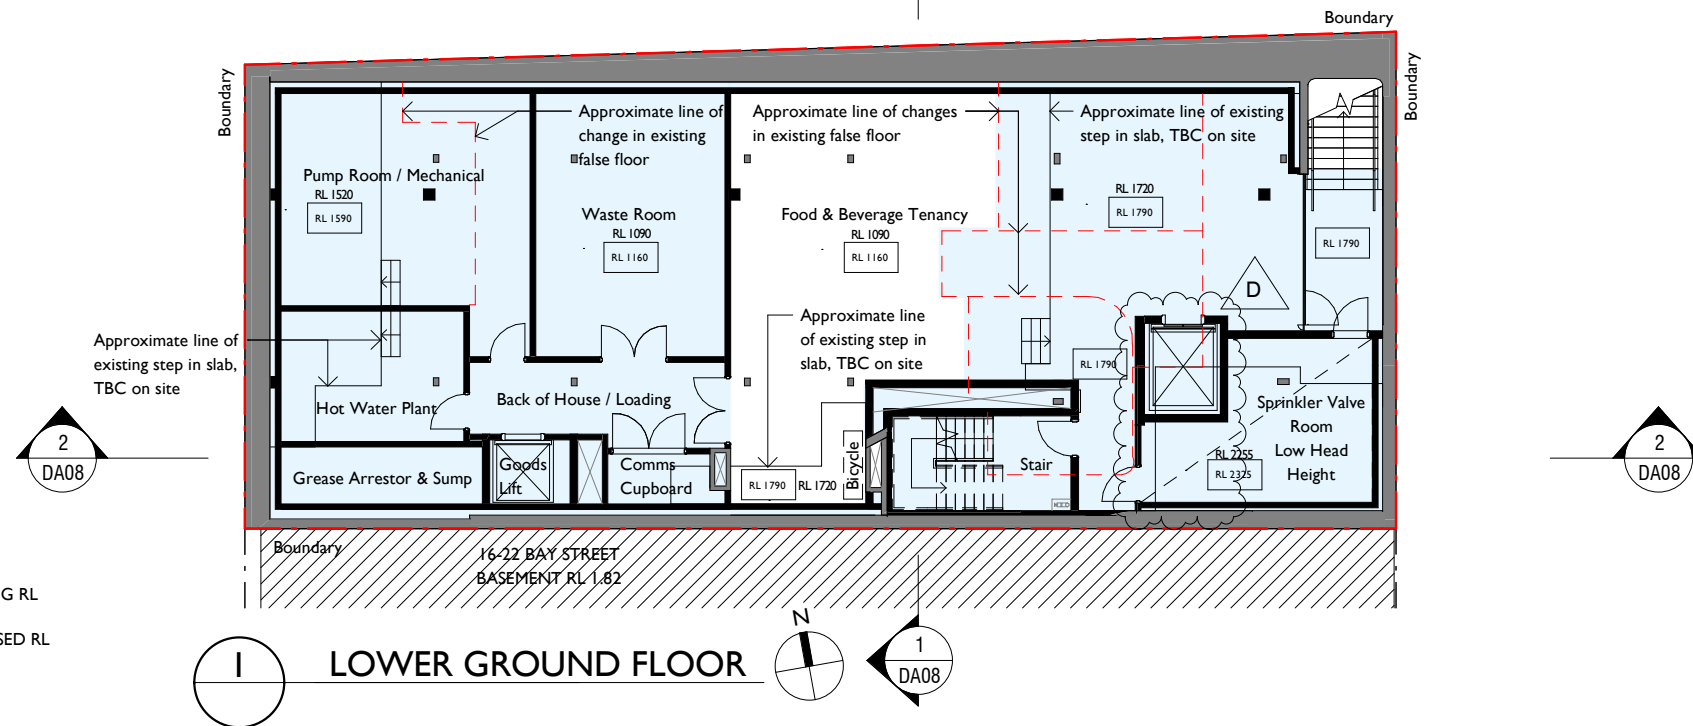 Boundary
Boundary
Boundary
Approximate line of
change in existing
false floor
Approximate line of changes
in existing false floor
Approximate line of existing
step in slab, TBC on site
Pump Room / Mechanical
RL 1520
RL 1590
Waste Room
RL 1090
RL 1160
Food & Beverage Tenancy
RL 1090
RL 1160
RL 1720
RL 1790
RL 1790
D
Approximate line of
existing step in slab,
TBC on site
Approximate line
of existing step in
slab, TBC on site
RL 1790
Hot Water Plant
Back of House / Loading
Sprinkler Valve
Room
Low Head
Height
RL 2255
RL 2325
2
DA08
Grease Arrestor & Sump
Goods
Lift
Comms
Cupboard
RL 1790
RL 1720
Bicycle
Stair
2
DA08
Boundary
16-22 BAY STREET
BASEMENT RL 1.82
G RL
SED RL
1
LOWER GROUND FLOOR
N
1
DA08